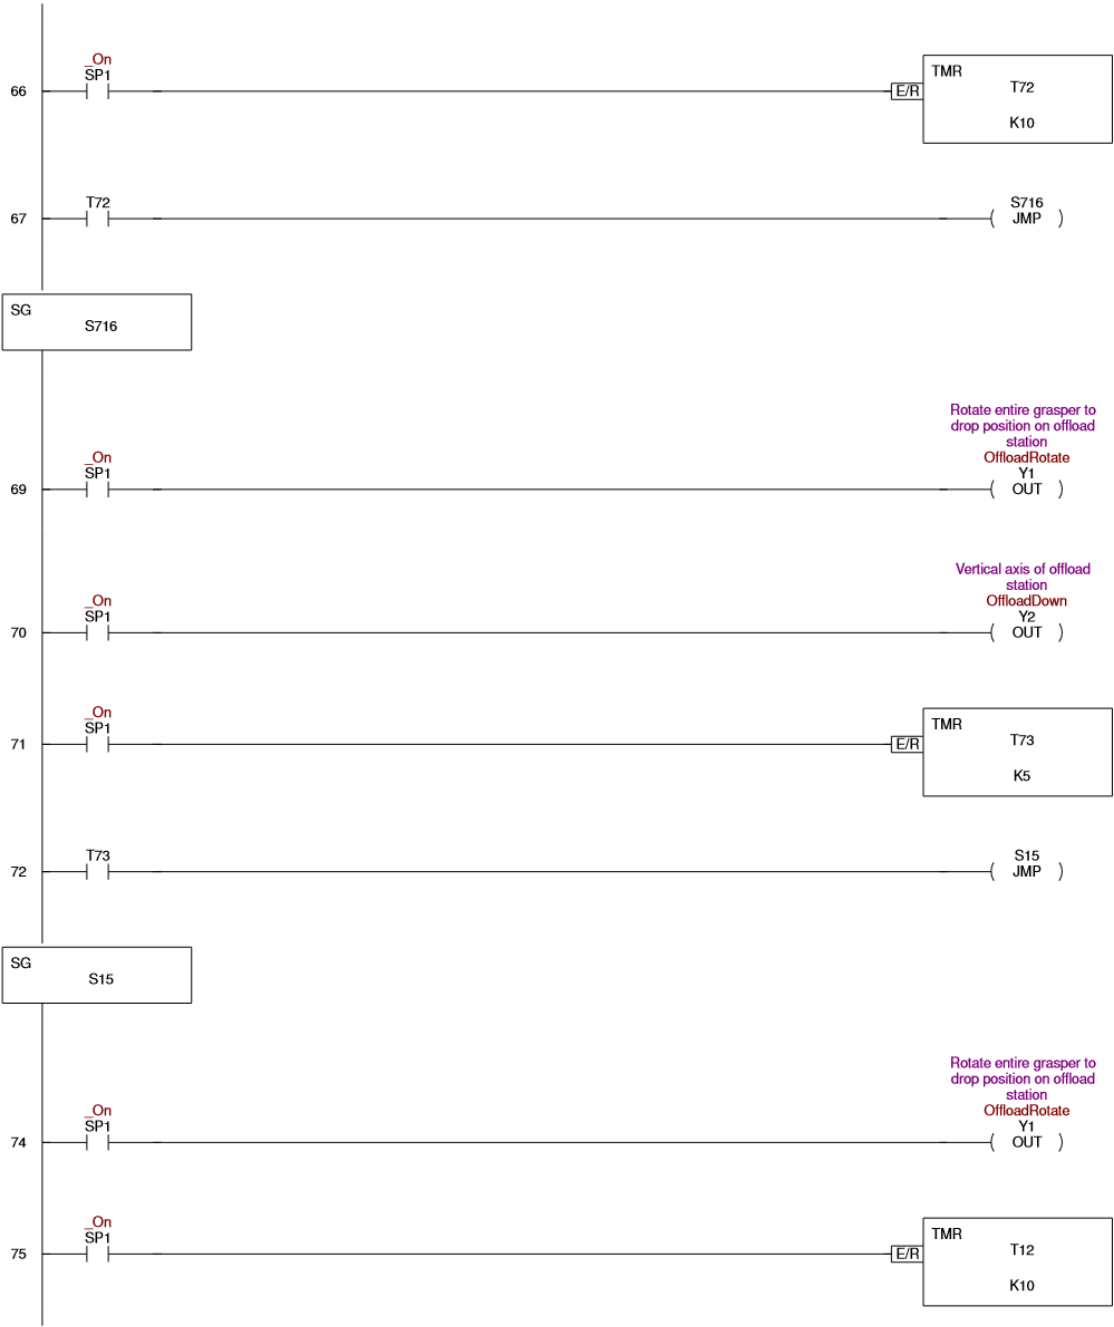 _On
SP1
66
E/R
TMR
T72
K10
T72
67
S716
JMP
SG
S716
Rotate entire grasper to
drop position on offload
station
OffloadRotate
_On
SP1
Y1
69
OUT
Vertical axis of offload
station
OffloadDown
_On
SP1
Y2
70
OUT
_On
SP1
71
E/R
TMR
T73
K5
T73
72
S15
JMP
SG
S15
Rotate entire grasper to
drop position on offload
station
OffloadRotate
_On
SP1
Y1
74
OUT
_On
SP1
75
E/R
TMR
T12
K10